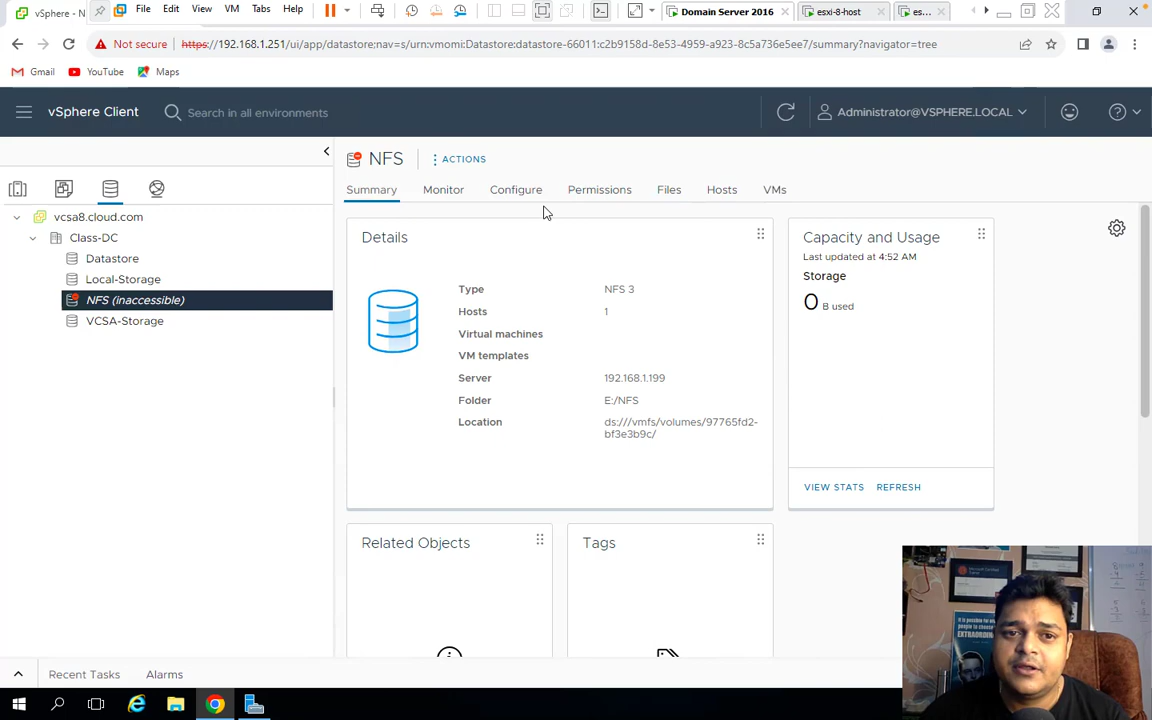 vSphere - N
File Edit View VM Tabs Help
Domain Server 2016
esxi-8-host
es...
Not secure https://192.168.1.251/ui/app/datastore;nav=s/urn:vmomi:Datastore:datastore-66011:c2b9158d-8e53-4959-a923-8c5a736e5ee7/summary?navigator=tree
Gmail YouTube Maps
vSphere Client Search in all environments Administrator@VSPHERE.LOCAL
NFS ACTIONS
Summary Monitor Configure Permissions Files Hosts VMs
vcsa8.cloud.com
Class-DC
Datastore
Local-Storage
NFS (inaccessible)
VCSA-Storage
Details
Type NFS 3
Hosts 1
Virtual machines
VM templates
Server 192.168.1.199
Folder E:/NFS
Location ds:///vmfs/volumes/97765fd2-
bf3e3b9c/
Capacity and Usage
Last updated at 4:52 AM
Storage
0 B used
VIEW STATS REFRESH
Related Objects
Tags
EXTRAORDINARY
Recent Tasks Alarms